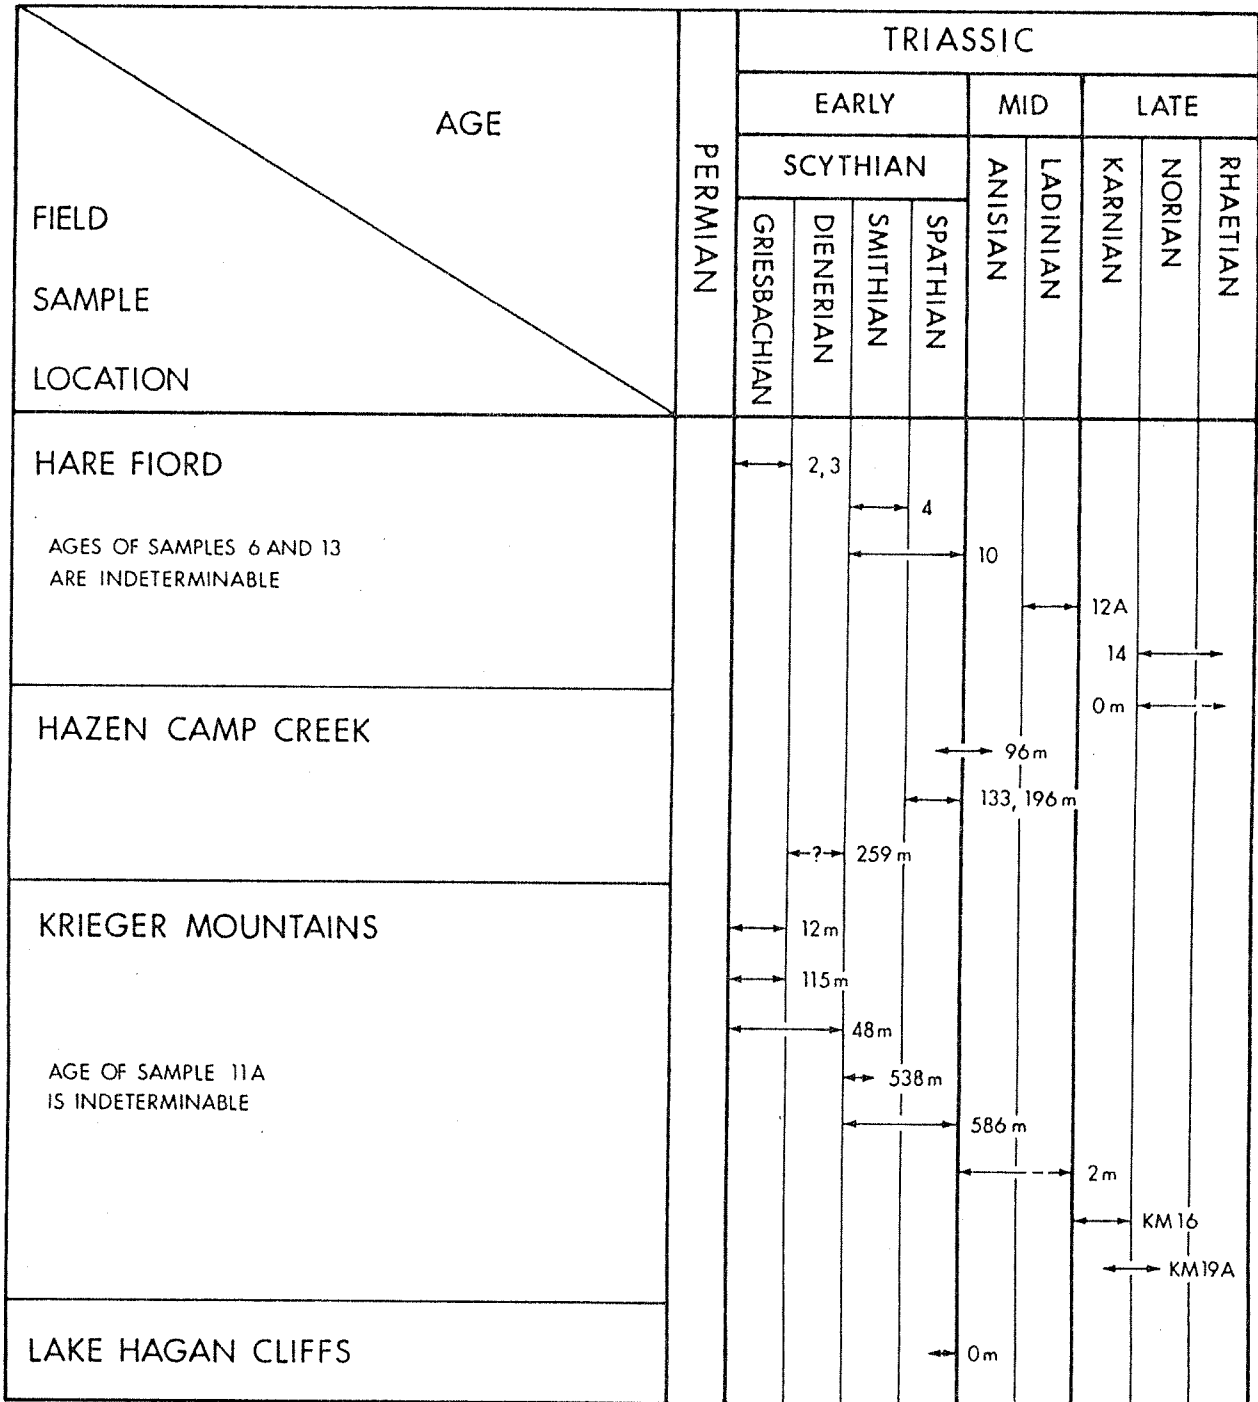 TRIASSIC
EARLY MID LATE
AGE
SCYTHIAN
PERMIAN
GRIESBACHIAN
DIENERIAN
SMITHIAN
SPATHIAN
ANISIAN
LADINIAN
KARNIAN
NORIAN
RHAETIAN
FIELD
SAMPLE
LOCATION
HARE FIORD
2, 3
4
AGES OF SAMPLES 6 AND 13
ARE INDETERMINABLE
10
12A
14
0 m
HAZEN CAMP CREEK
96 m
133, 196 m
? 259 m
KRIEGER MOUNTAINS
12 m
115 m
48 m
AGE OF SAMPLE 11A
IS INDETERMINABLE
538 m
586 m
2 m
KM16
KM19A
LAKE HAGAN CLIFFS
0 m